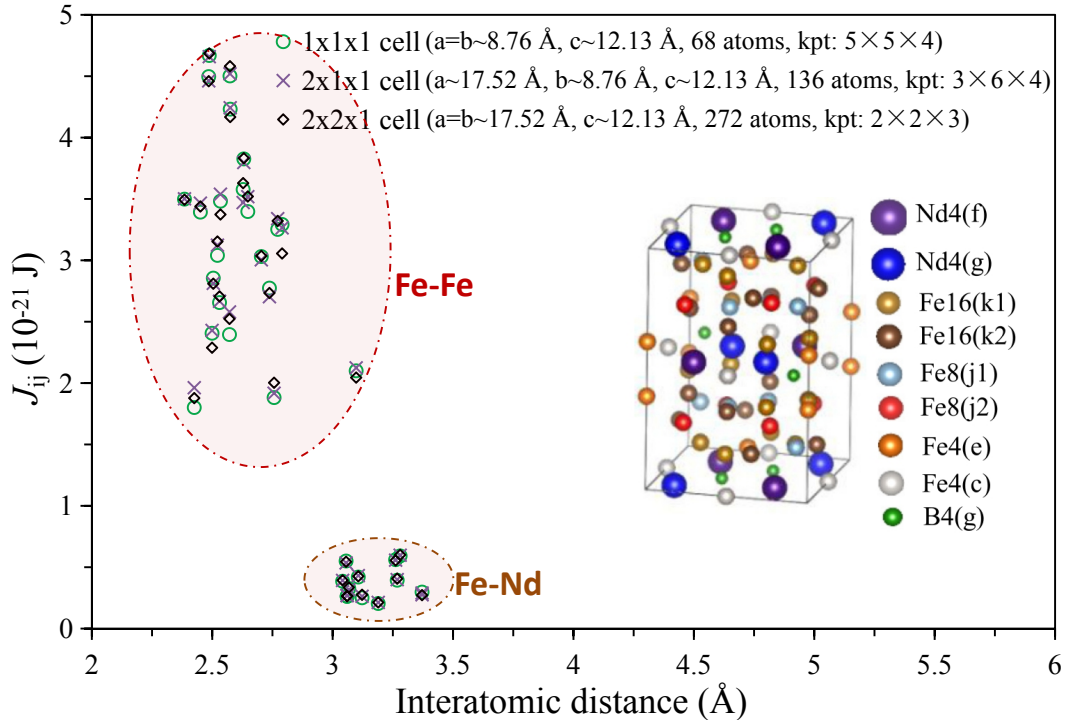 5
4
3
2
1
0
J_ij (10^-21 J)
1x1x1 cell (a=b~8.76 Å, c~12.13 Å, 68 atoms, kpt: 5×5×4)
2x1x1 cell (a~17.52 Å, b~8.76 Å, c~12.13 Å, 136 atoms, kpt: 3×6×4)
2x2x1 cell (a=b~17.52 Å, c~12.13 Å, 272 atoms, kpt: 2×2×3)
Fe-Fe
Fe-Nd
Nd4(f)
Nd4(g)
Fe16(k1)
Fe16(k2)
Fe8(j1)
Fe8(j2)
Fe4(e)
Fe4(c)
B4(g)
2 2.5 3 3.5 4 4.5 5 5.5 6
Interatomic distance (Å)